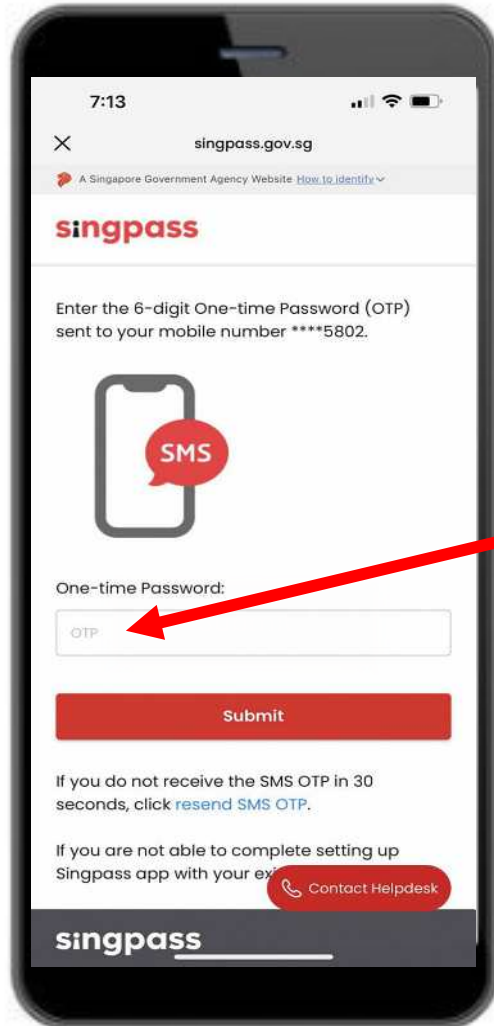 7:13
singpass.gov.sg
A Singapore Government Agency Website How to identify
singpass
Enter the 6-digit One-time Password (OTP)
sent to your mobile number ****5802.
SMS
One-time Password:
OTP
Submit
If you do not receive the SMS OTP in 30
seconds, click resend SMS OTP.
If you are not able to complete setting up
Singpass app with your
Contact Helpdesk
singpass